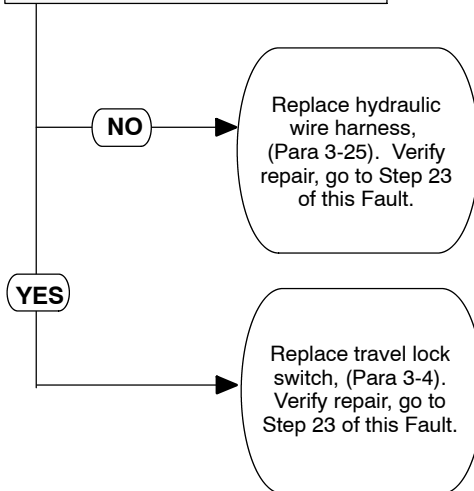 NO
Replace hydraulic
wire harness,
(Para 3-25). Verify
repair, go to Step 23
of this Fault.
YES
Replace travel lock
switch, (Para 3-4).
Verify repair, go to
Step 23 of this Fault.